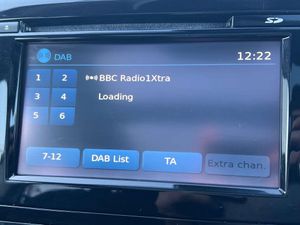 SD
DAB
12:22
1 2
BBC Radio1Xtra
3 4
Loading
5 6
7-12
DAB List
TA
Extra chan.